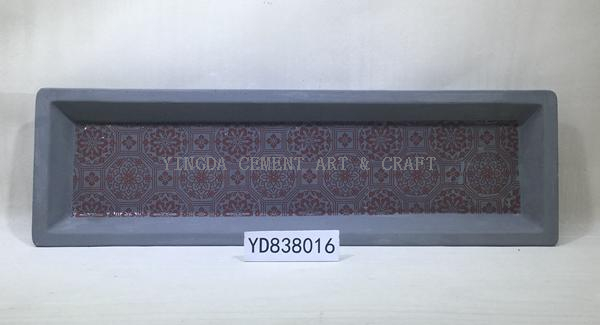 YINGDA CEMENT ART & CRAFT
YD838016